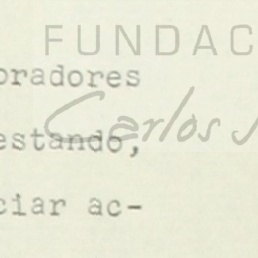 FUNDAC
oradores
Carlos
estando,
ciar ac-